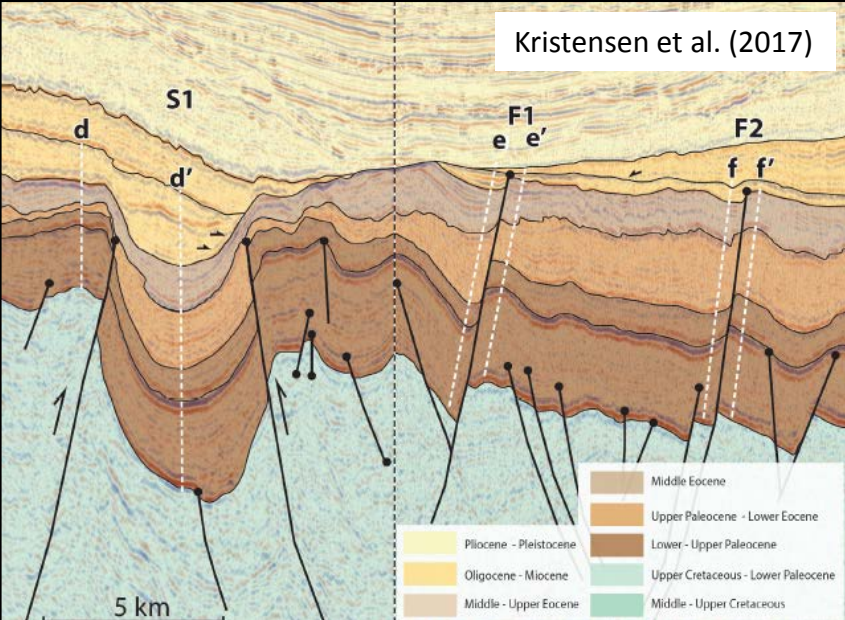 Kristensen et al. (2017)
S1
d
d'
F1
e e'
F2
f f'
Middle Eocene
Upper Paleocene - Lower Eocene
Pliocene - Pleistocene
Lower - Upper Paleocene
Oligocene - Miocene
Upper Cretaceous - Lower Paleocene
Middle - Upper Eocene
Middle - Upper Cretaceous
5 km